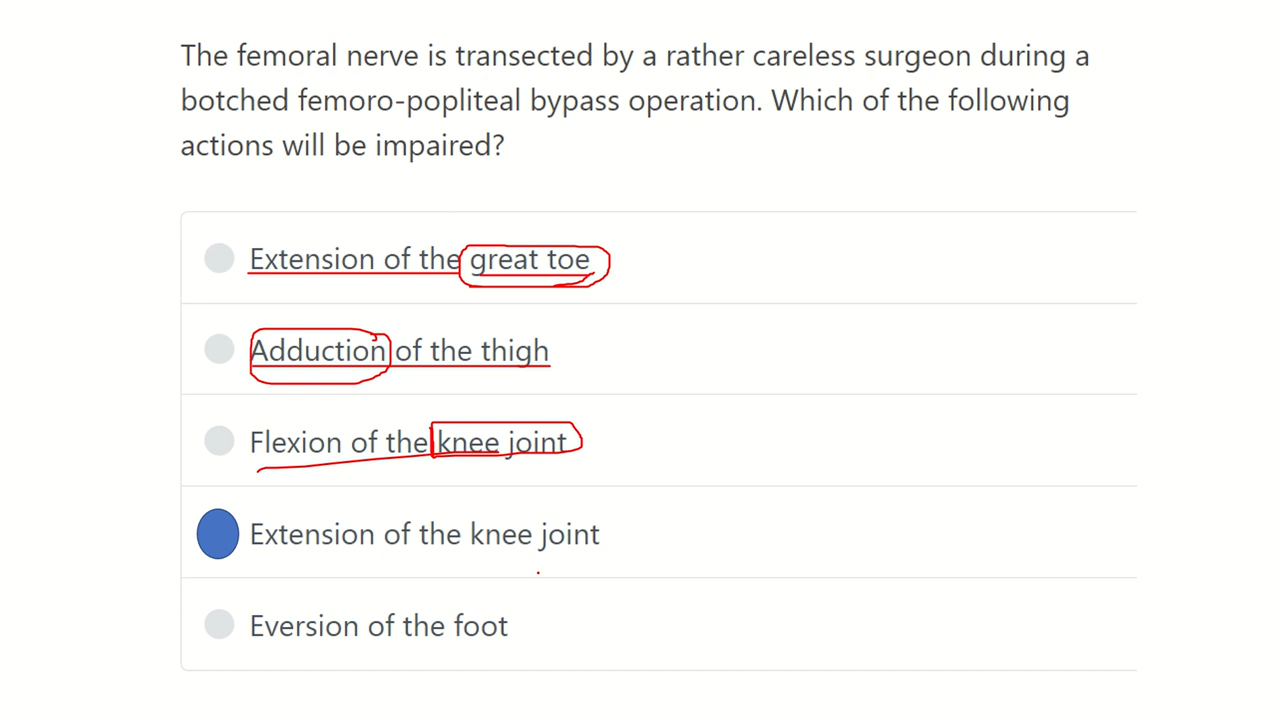 The femoral nerve is transected by a rather careless surgeon during a
botched femoro-popliteal bypass operation. Which of the following
actions will be impaired?
Extension of the great toe
Adduction of the thigh
Flexion of the knee joint
Extension of the knee joint
Eversion of the foot